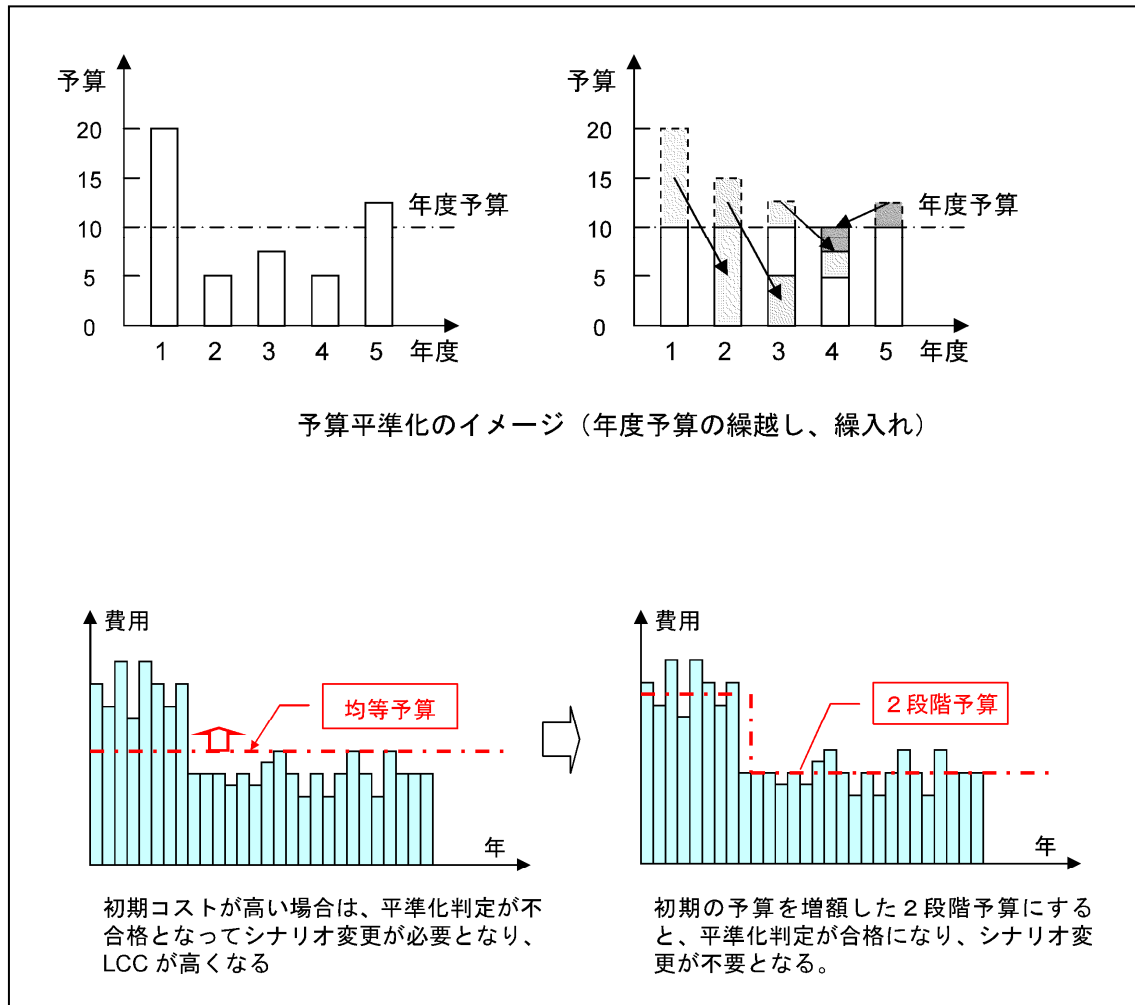 予算
20
15
10
5
0
年度予算
1 2 3 4 5 年度
予算
20
15
10
5
0
年度予算
1 2 3 4 5 年度
予算平準化のイメージ（年度予算の繰越し、繰入れ）
費用
均等予算
年
初期コストが高い場合は、平準化判定が不
合格となってシナリオ変更が必要となり、
LCC が高くなる
費用
２段階予算
年
初期の予算を増額した２段階予算にする
と、平準化判定が合格になり、シナリオ変
更が不要となる。